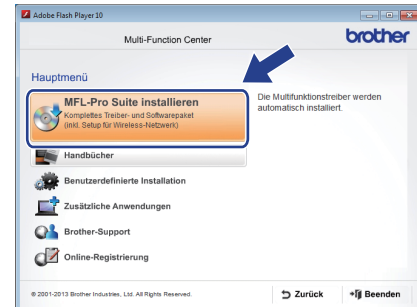 Adobe Flash Player 10
Multi-Function Center
brother
Hauptmenü
MFL-Pro Suite installieren
Komplettes Treiber- und Softwarepaket
(inkl. Setup für Wireless-Netzwerk)
Die Multifunktionstreiber werden
automatisch installiert.
Handbücher
Benutzerdefinierte Installation
Zusätzliche Anwendungen
Brother-Support
Online-Registrierung
© 2001-2013 Brother Industries, Ltd. All Rights Reserved.
Zurück
Beenden